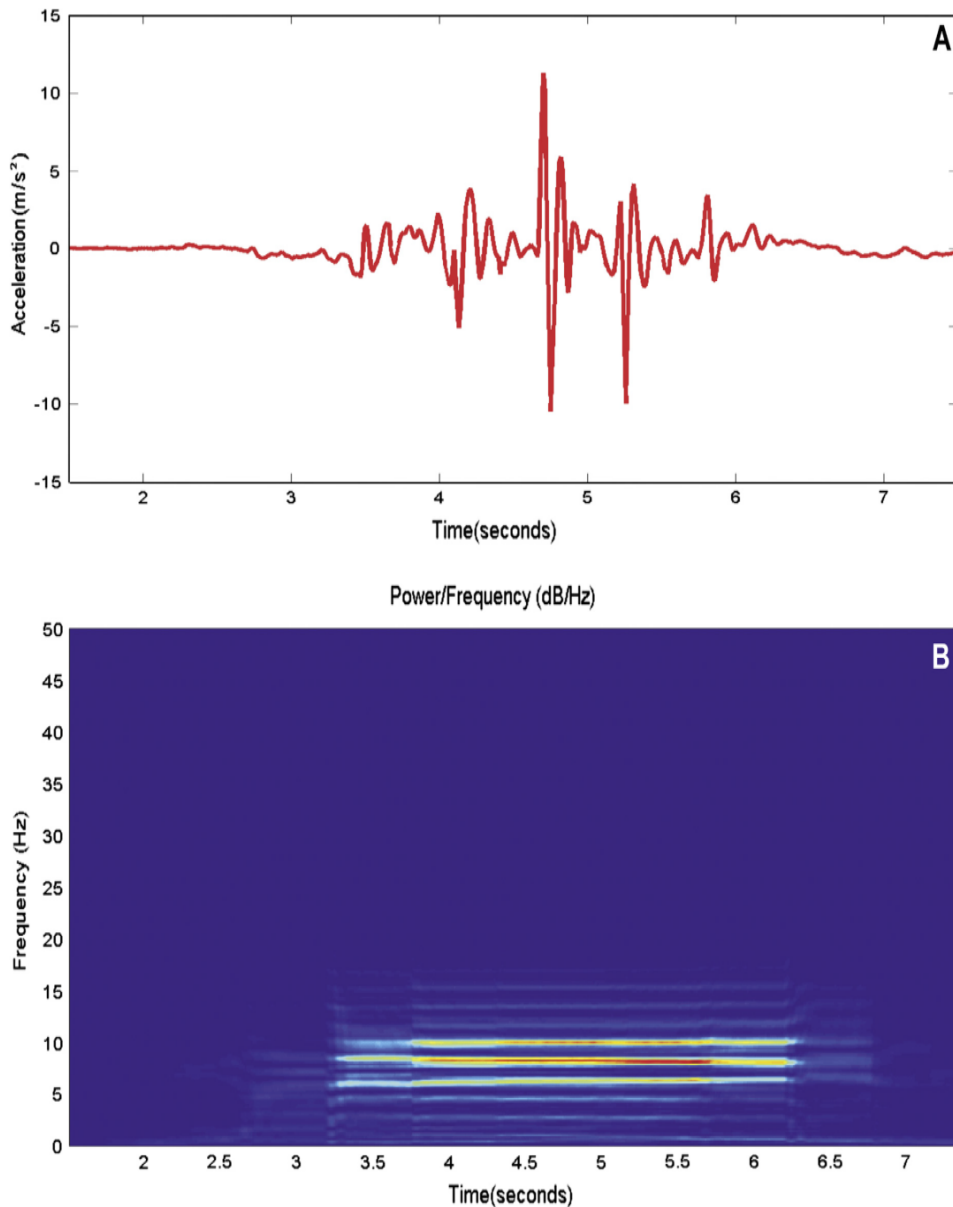 A
15
10
5
0
-5
-10
-15
Acceleration(m/s²)
2 3 4 5 6 7
Time(seconds)
Power/Frequency (dB/Hz)
B
50
45
40
35
30
25
20
15
10
5
0
Frequency (Hz)
2 2.5 3 3.5 4 4.5 5 5.5 6 6.5 7
Time(seconds)